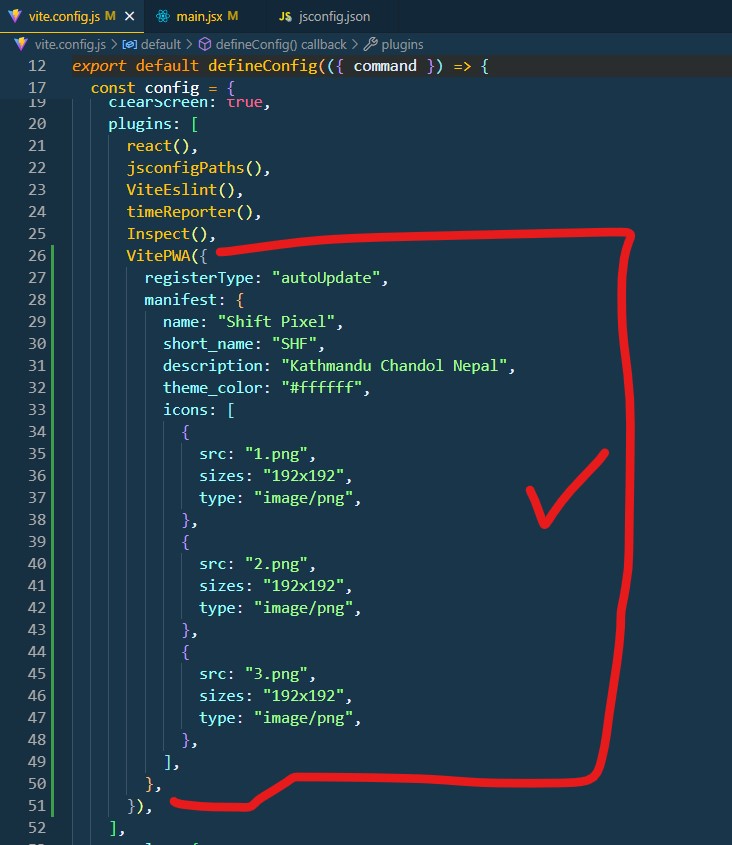 vite.config.js M
main.jsx M
JS jsconfig.json
vite.config.js > default > defineConfig() callback > plugins
12 export default defineConfig(({ command }) => {
17 const config = {
19 clearScreen: true,
20 plugins: [
21 react(),
22 jsconfigPaths(),
23 ViteEslint(),
24 timeReporter(),
25 Inspect(),
26 VitePWA({
27 registerType: "autoUpdate",
28 manifest: {
29 name: "Shift Pixel",
30 short_name: "SHF",
31 description: "Kathmandu Chandol Nepal",
32 theme_color: "#ffffff",
33 icons: [
34 {
35 src: "1.png",
36 sizes: "192x192",
37 type: "image/png",
38 },
39 {
40 src: "2.png",
41 sizes: "192x192",
42 type: "image/png",
43 },
44 {
45 src: "3.png",
46 sizes: "192x192",
47 type: "image/png",
48 },
49 ],
50 },
51 }),
52 ],